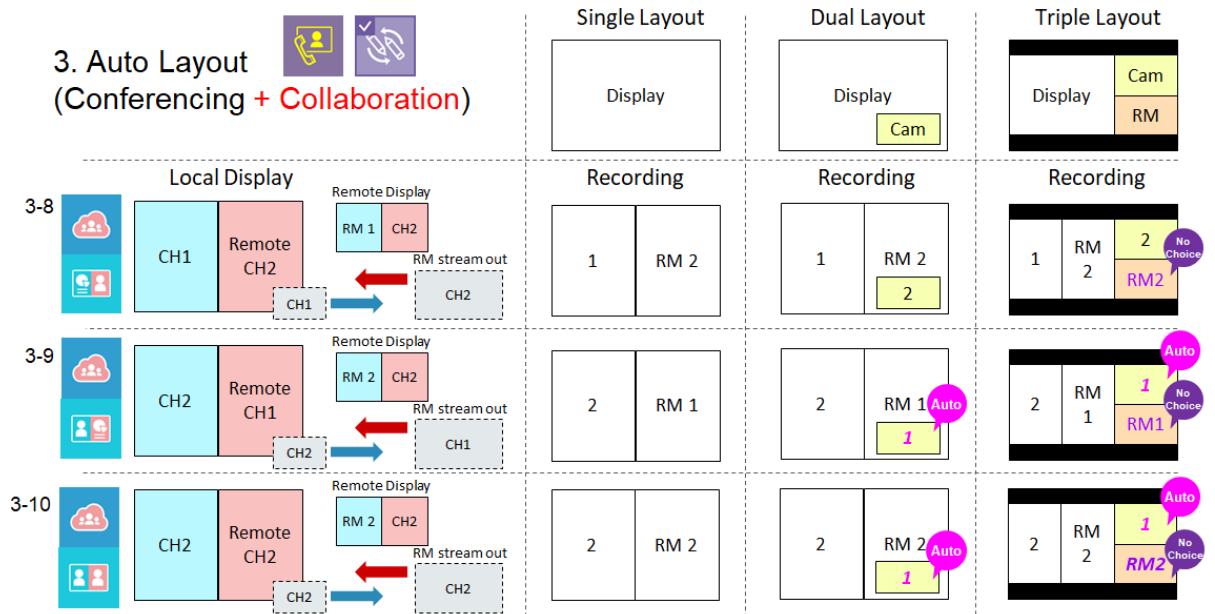 3. Auto Layout
(Conferencing + Collaboration)
Single Layout
Dual Layout
Triple Layout
Display
Display
Cam
Display
Cam
RM
Local Display
Recording
Recording
Recording
3-8
CH1
Remote
CH2
CH1
Remote Display
RM 1
CH2
RM stream out
CH2
1
RM 2
1
RM 2
2
1
RM
2
2
RM2
No
Choice
3-9
CH2
Remote
CH1
CH2
Remote Display
RM 2
CH2
RM stream out
CH1
2
RM 1
2
RM 1
1
Auto
2
RM
1
1
RM1
Auto
No
Choice
3-10
CH2
Remote
CH2
CH2
Remote Display
RM 2
CH2
RM stream out
CH2
2
RM 2
2
RM 2
1
Auto
2
RM
2
1
RM2
Auto
No
Choice